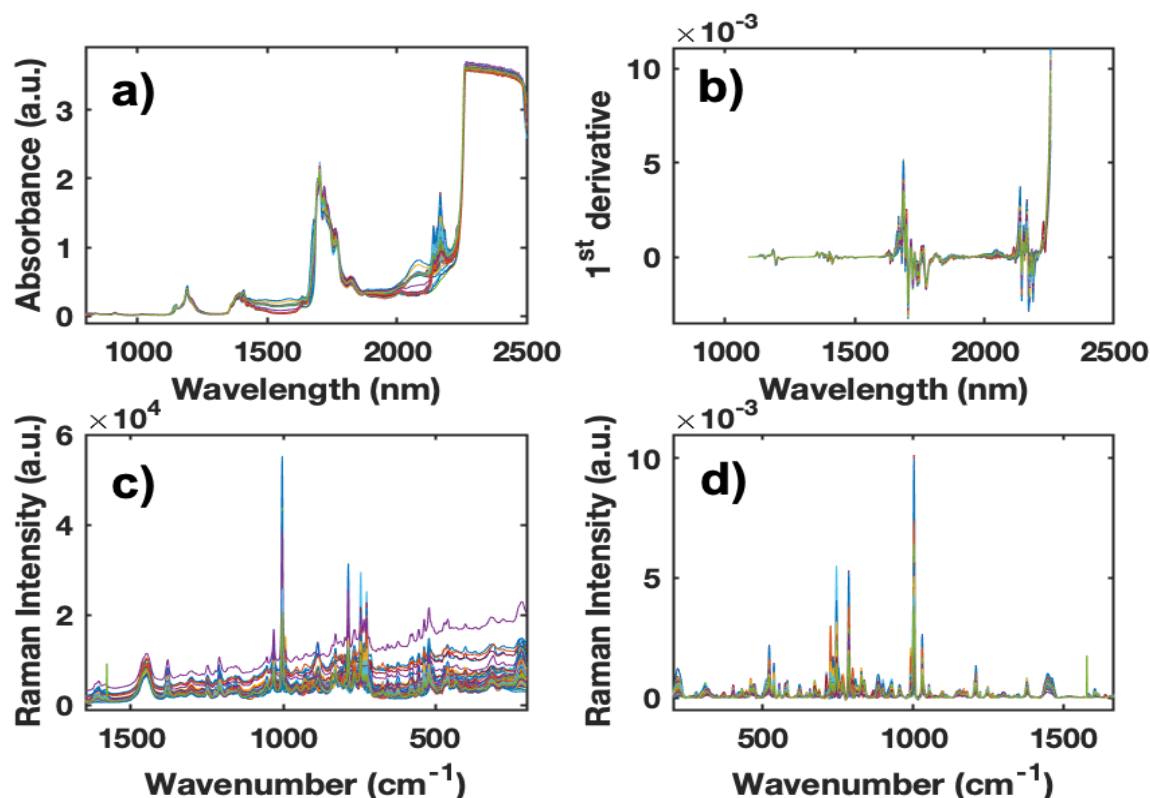 a)
Absorbance (a.u.)
3
2
1
0
1000 1500 2000 2500
Wavelength (nm)
× 10⁻³
b)
1ˢᵗ derivative
10
5
0
1000 1500 2000 2500
Wavelength (nm)
× 10⁴
c)
Raman Intensity (a.u.)
6
4
2
0
1500 1000 500
Wavenumber (cm⁻¹)
× 10⁻³
d)
Raman Intensity (a.u.)
10
5
0
500 1000 1500
Wavenumber (cm⁻¹)